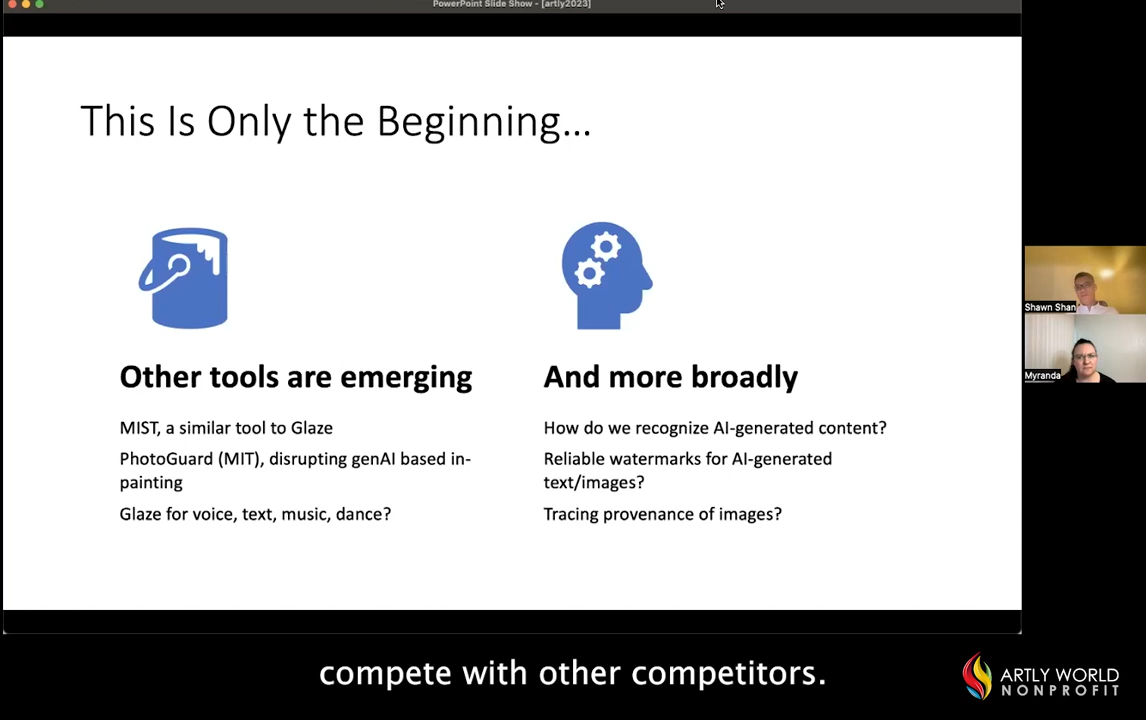 PowerPoint Slide Show - [artly2023]
This Is Only the Beginning...
Other tools are emerging
MIST, a similar tool to Glaze
PhotoGuard (MIT), disrupting genAI based in-
painting
Glaze for voice, text, music, dance?
And more broadly
How do we recognize AI-generated content?
Reliable watermarks for AI-generated
text/images?
Tracing provenance of images?
Shawn Shan
Myranda
compete with other competitors.
ARTLY WORLD
NONPROFIT